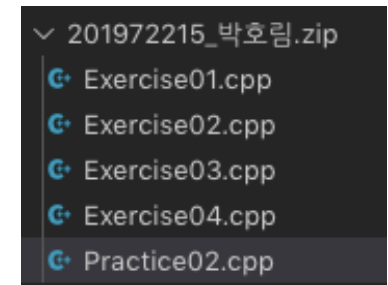 201972215_박호림.zip
Exercise01.cpp
Exercise02.cpp
Exercise03.cpp
Exercise04.cpp
Practice02.cpp